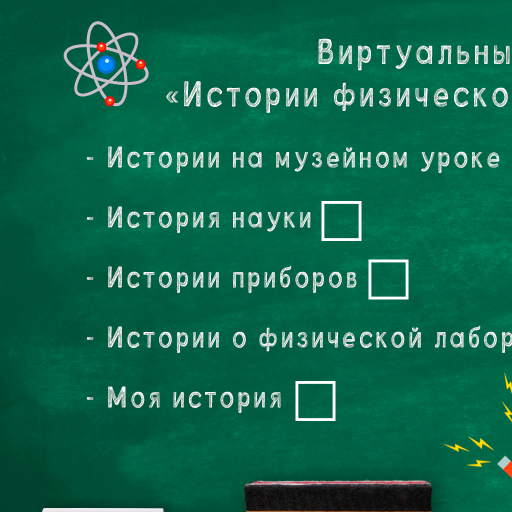 Виртуальны
«Истории физическо
- Истории на музейном уроке
- История науки
- Истории приборов
- Истории о физической лабор
- Моя история